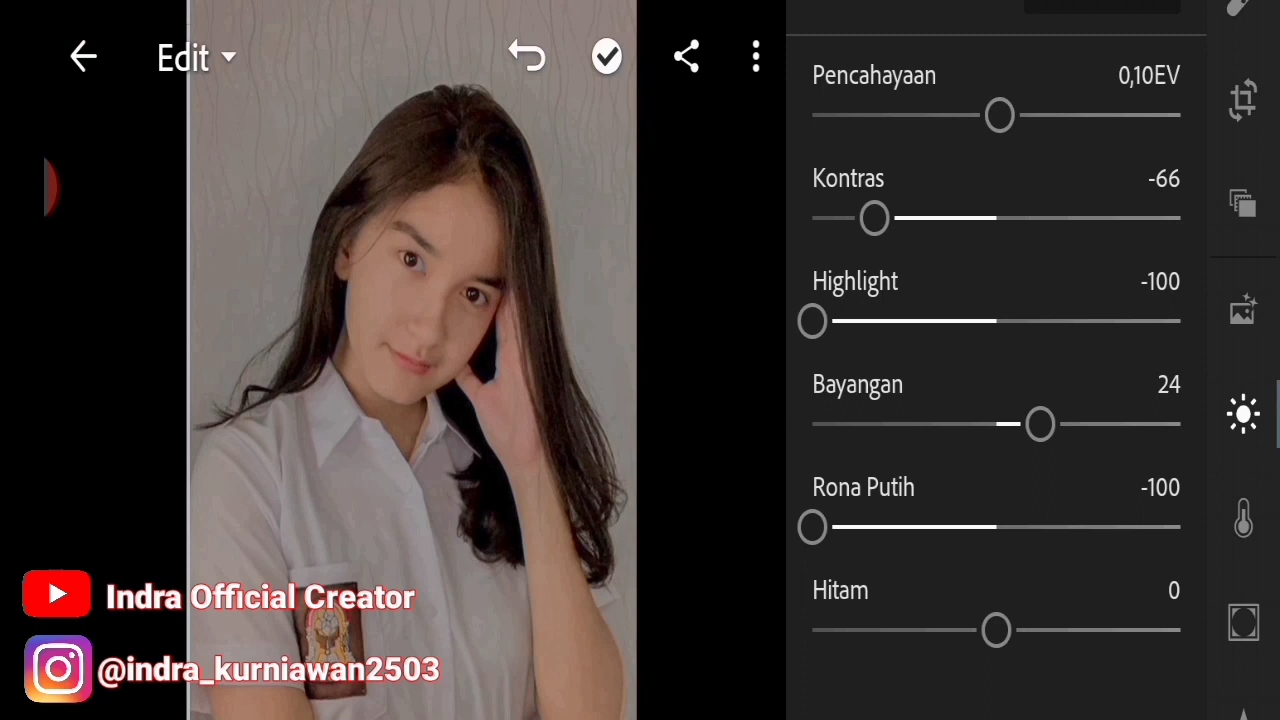 Edit
Pencahayaan 0,10EV
Kontras -66
Highlight -100
Bayangan 24
Rona Putih -100
Hitam 0
Indra Official Creator
@indra_kurniawan2503